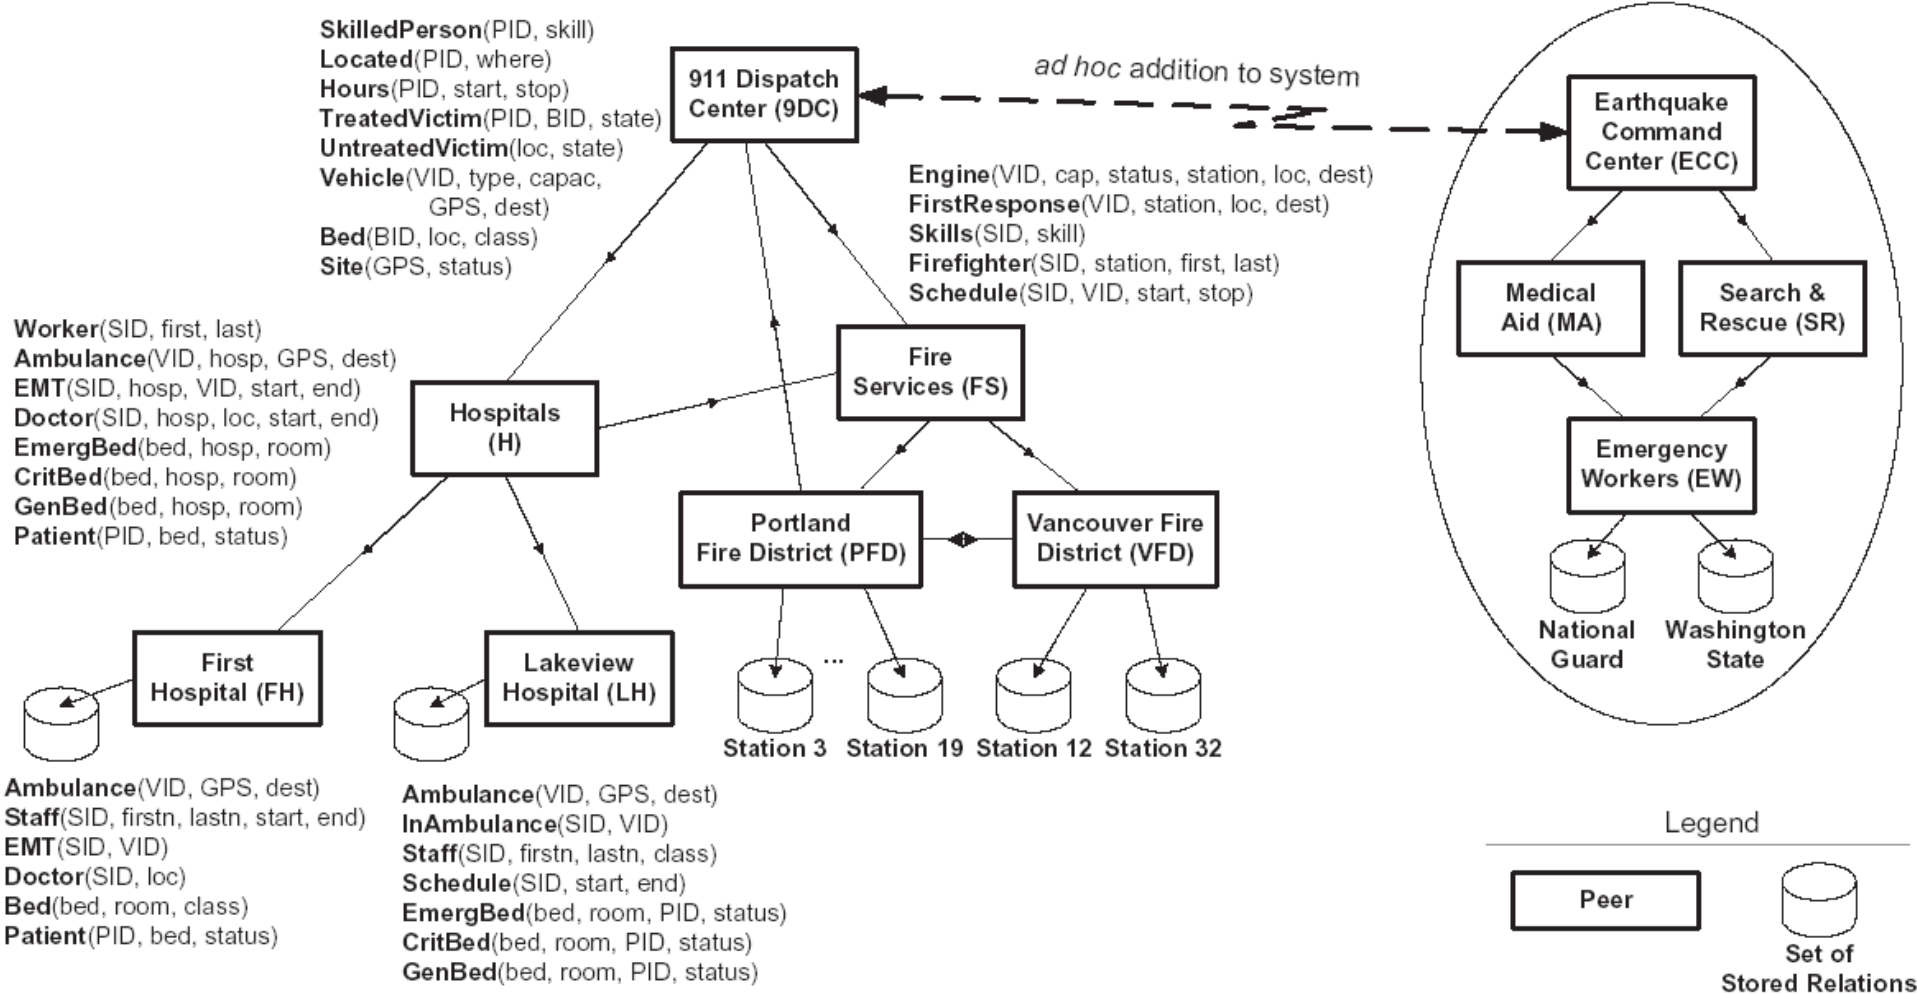 SkilledPerson(PID, skill)
Located(PID, where)
Hours(PID, start, stop)
TreatedVictim(PID, BID, state)
UntreatedVictim(loc, state)
Vehicle(VID, type, capac,
GPS, dest)
Bed(BID, loc, class)
Site(GPS, status)
911 Dispatch
Center (9DC)
ad hoc addition to system
Earthquake
Command
Center (ECC)
Engine(VID, cap, status, station, loc, dest)
FirstResponse(VID, station, loc, dest)
Skills(SID, skill)
Firefighter(SID, station, first, last)
Schedule(SID, VID, start, stop)
Medical
Aid (MA)
Search &
Rescue (SR)
Worker(SID, first, last)
Ambulance(VID, hosp, GPS, dest)
EMT(SID, hosp, VID, start, end)
Doctor(SID, hosp, loc, start, end)
EmergBed(bed, hosp, room)
CritBed(bed, hosp, room)
GenBed(bed, hosp, room)
Patient(PID, bed, status)
Hospitals
(H)
Fire
Services (FS)
Emergency
Workers (EW)
Portland
Fire District (PFD)
Vancouver Fire
District (VFD)
National
Guard
Washington
State
First
Hospital (FH)
Lakeview
Hospital (LH)
...
Station 3
Station 19
Station 12
Station 32
Ambulance(VID, GPS, dest)
Staff(SID, firstn, lastn, start, end)
EMT(SID, VID)
Doctor(SID, loc)
Bed(bed, room, class)
Patient(PID, bed, status)
Ambulance(VID, GPS, dest)
InAmbulance(SID, VID)
Staff(SID, firstn, lastn, class)
Schedule(SID, start, end)
EmergBed(bed, room, PID, status)
CritBed(bed, room, PID, status)
GenBed(bed, room, PID, status)
Legend
Peer
Set of
Stored Relations